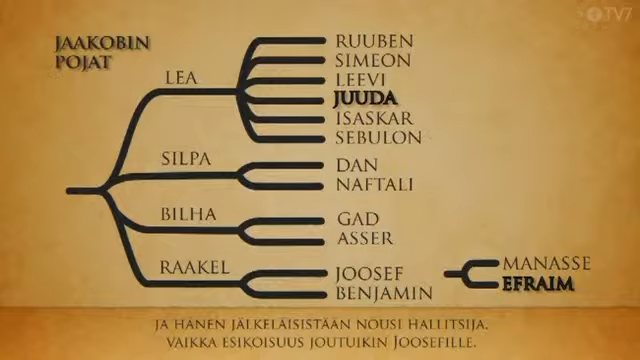 TV7
JAAKOBIN
POJAT
LEA
RUUBEN
SIMEON
LEEVI
JUUDA
ISASKAR
SEBULON
SILPA
DAN
NAFTALI
BILHA
GAD
ASSER
RAAKEL
JOOSEF
BENJAMIN
MANASSE
EFRAIM
JA HÄNEN JÄLKELÄISISTÄÄN NOUSI HALLITSIJA,
VAIKKA ESIKOISUUS JOUTUIKIN JOOSEFILLE.